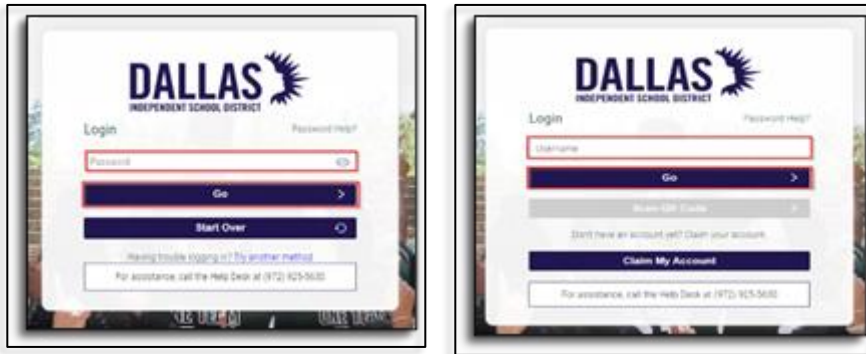 DALLAS
INDEPENDENT SCHOOL DISTRICT
Login
Password Help?
Password
Go
Start Over
Having trouble logging in? Try another method
For assistance, call the Help Desk at (972) 925-5630
DALLAS
INDEPENDENT SCHOOL DISTRICT
Login
Password Help?
Username
Go
Scan QR Code
Don't have an account yet? Claim your account.
Claim My Account
For assistance, call the Help Desk at (972) 925-5630